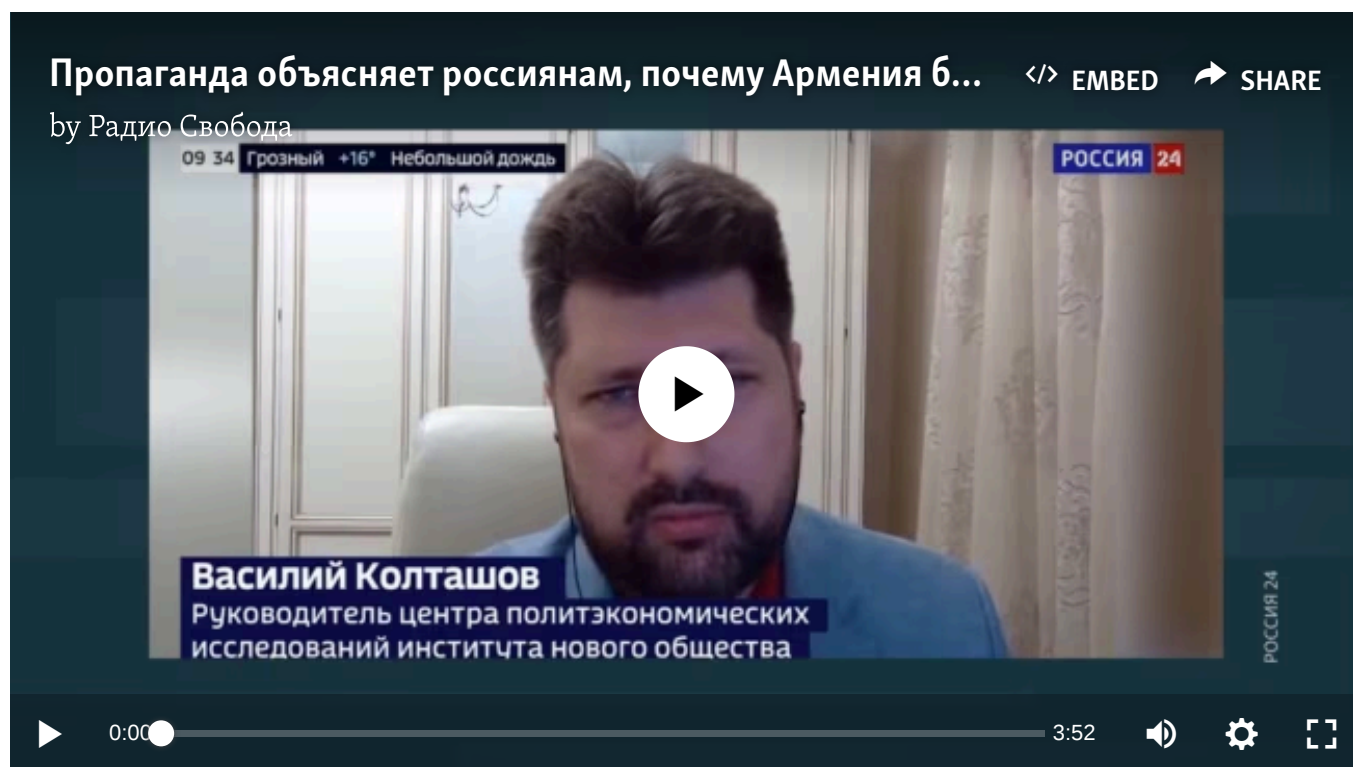 Пропаганда объясняет россиянам, почему Армения б...
EMBED
SHARE
by Радио Свобода
09 34 Грозный +16° Небольшой дождь
РОССИЯ 24
Василий Колташов
Руководитель центра политэкономических
исследований института нового общества
РОССИЯ 24
0:00
3:52